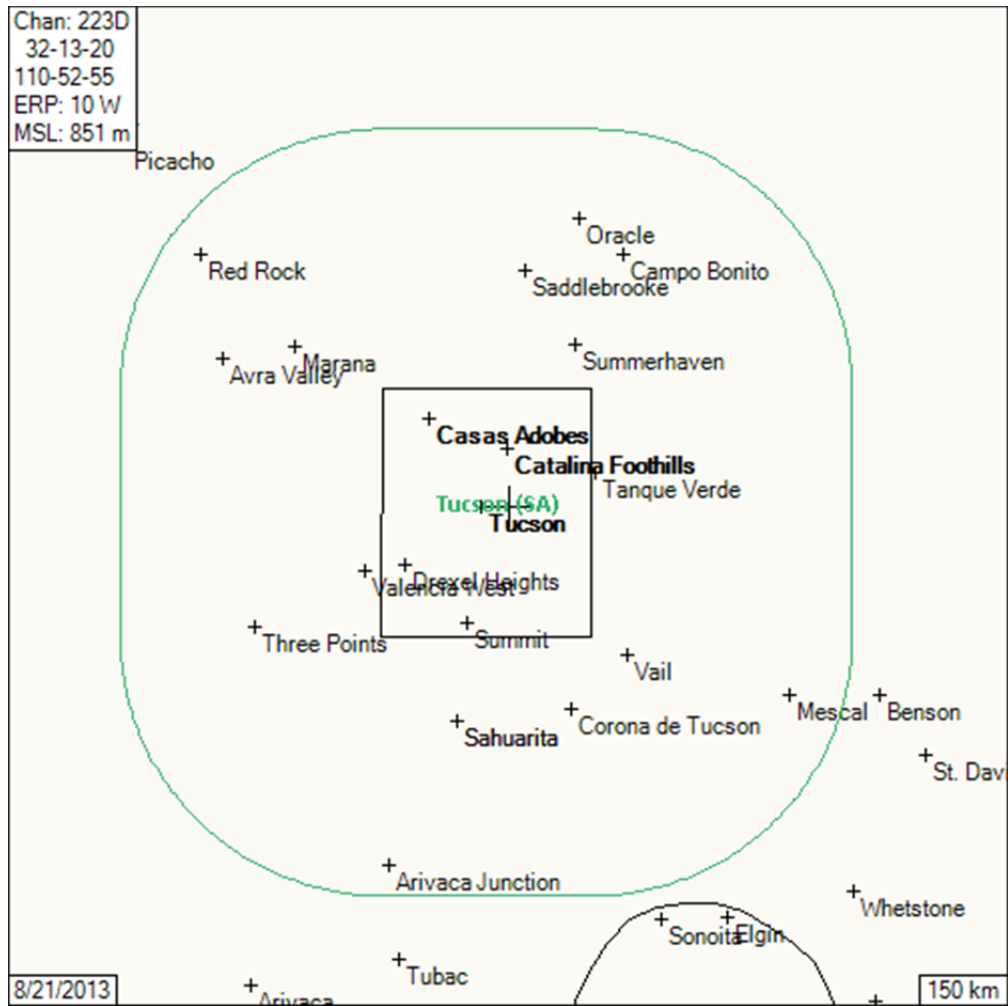 Chan: 223D
32-13-20
110-52-55
ERP: 10 W
MSL: 851 m
Picacho
Oracle
Red Rock
Campo Bonito
Saddlebrooke
Summerhaven
Marana
Avra Valley
Casas Adobes
Catalina Foothills
Tanque Verde
Tucson (SA)
Tucson
Drexel Heights
Valencia West
Summit
Three Points
Vail
Mescal
Benson
Corona de Tucson
Sahuarita
St. Davi
Arivaca Junction
Whetstone
Sonoita
Elgin
Tubac
8/21/2013
Arivaca
150 km